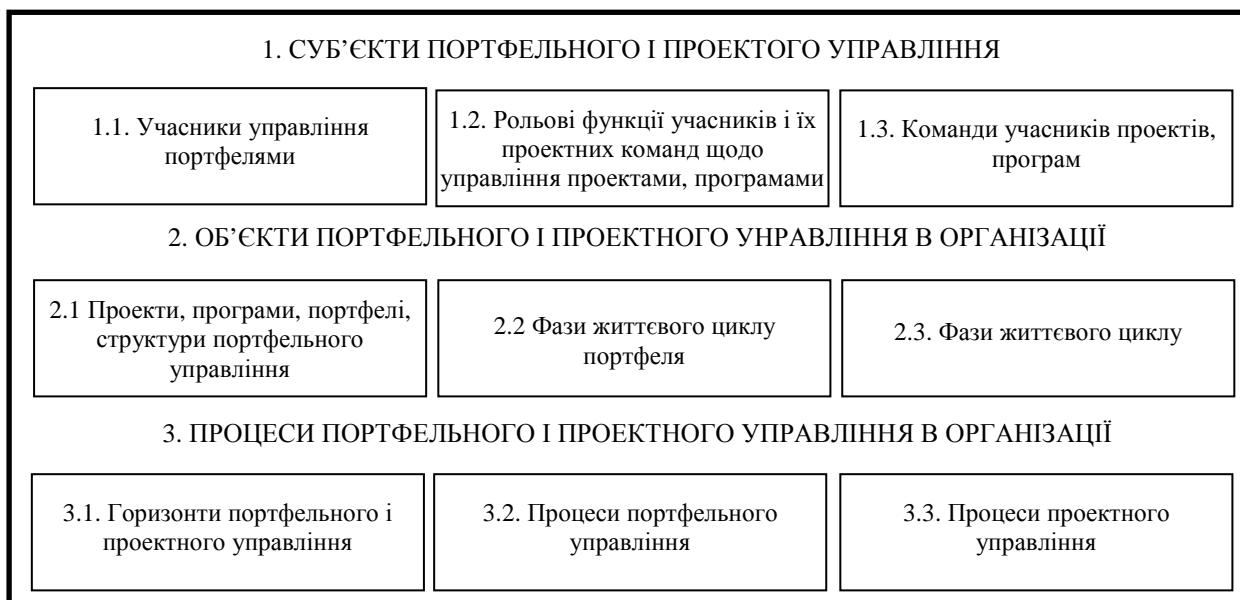 1. СУБ’ЄКТИ ПОРТФЕЛЬНОГО І ПРОЕКТОГО УПРАВЛІННЯ
1.1. Учасники управління
портфелями
1.2. Рольові функції учасників і їх
проектних команд щодо
управління проектами, програмами
1.3. Команди учасників проектів,
програм
2. ОБ’ЄКТИ ПОРТФЕЛЬНОГО І ПРОЕКТНОГО УНРАВЛІННЯ В ОРГАНІЗАЦІЇ
2.1 Проекти, програми, портфелі,
структури портфельного
управління
2.2 Фази життєвого циклу
портфеля
2.3. Фази життєвого циклу
3. ПРОЦЕСИ ПОРТФЕЛЬНОГО І ПРОЕКТНОГО УПРАВЛІННЯ В ОРГАНІЗАЦІЇ
3.1. Горизонти портфельного і
проектного управління
3.2. Процеси портфельного
управління
3.3. Процеси проектного
управління